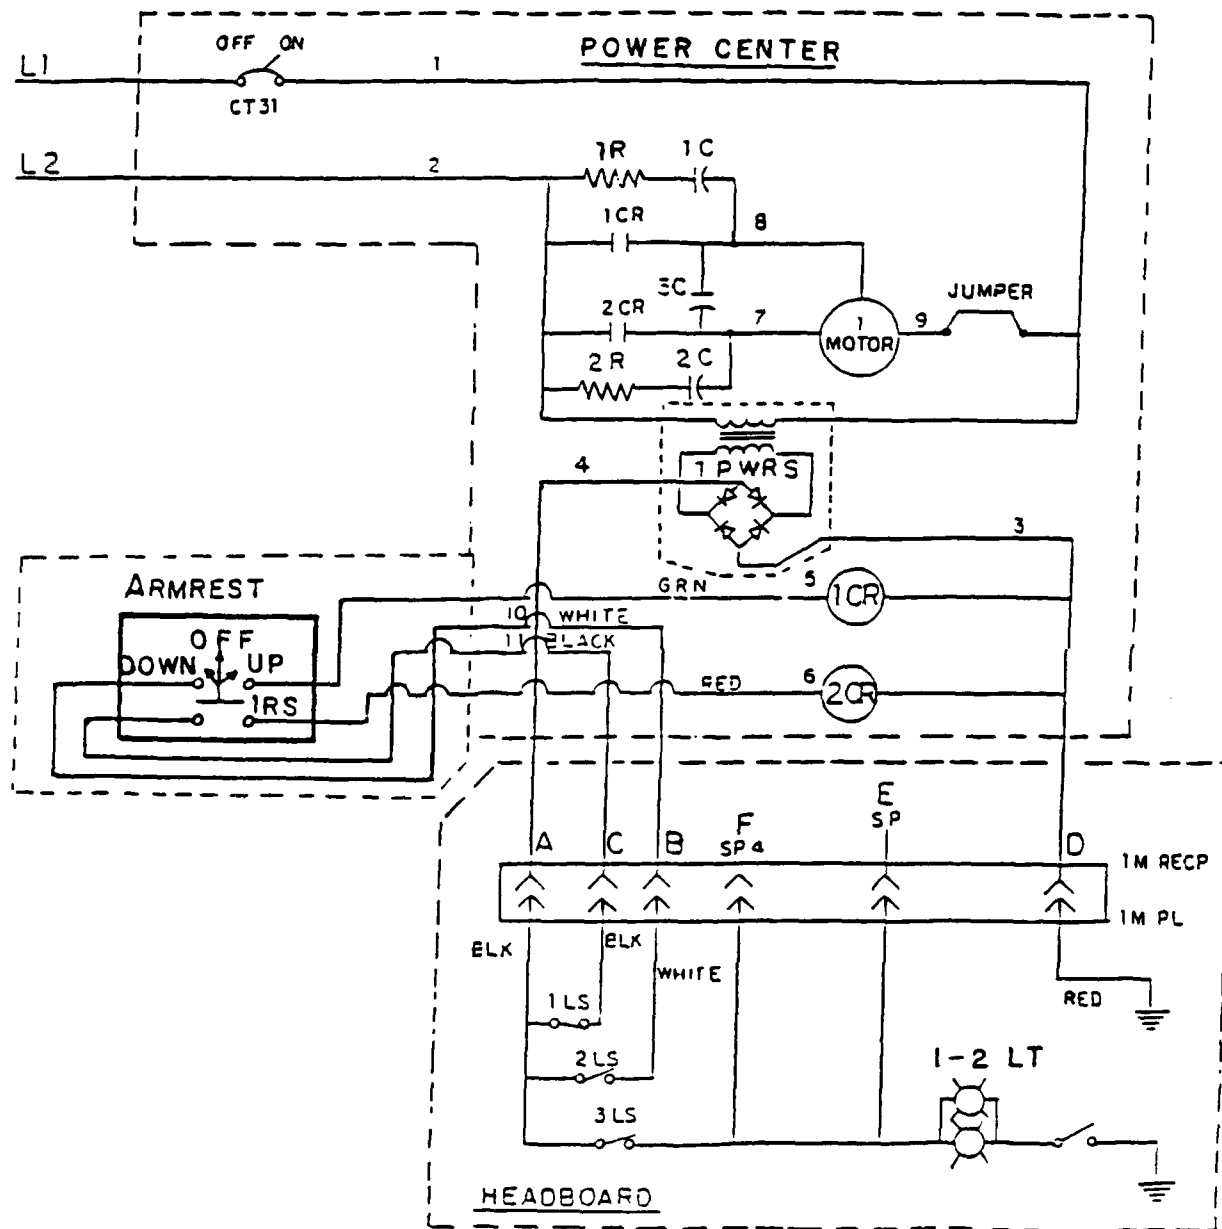 OFF ON
POWER CENTER
L1
1
CT31
L2
2
1R
1C
1CR
8
3C
JUMPER
2CR
7
1
MOTOR
9
2R
2C
4
1PWRS
3
ARMREST
GRN
5
1CR
10
WHITE
OFF
11
BLACK
DOWN
UP
RED
6
2CR
1RS
E
SP
F
SP4
A
C
B
D
1M RECP
1M PL
BLK
BLK
WHITE
RED
1LS
2LS
1-2 LT
3LS
HEADBOARD